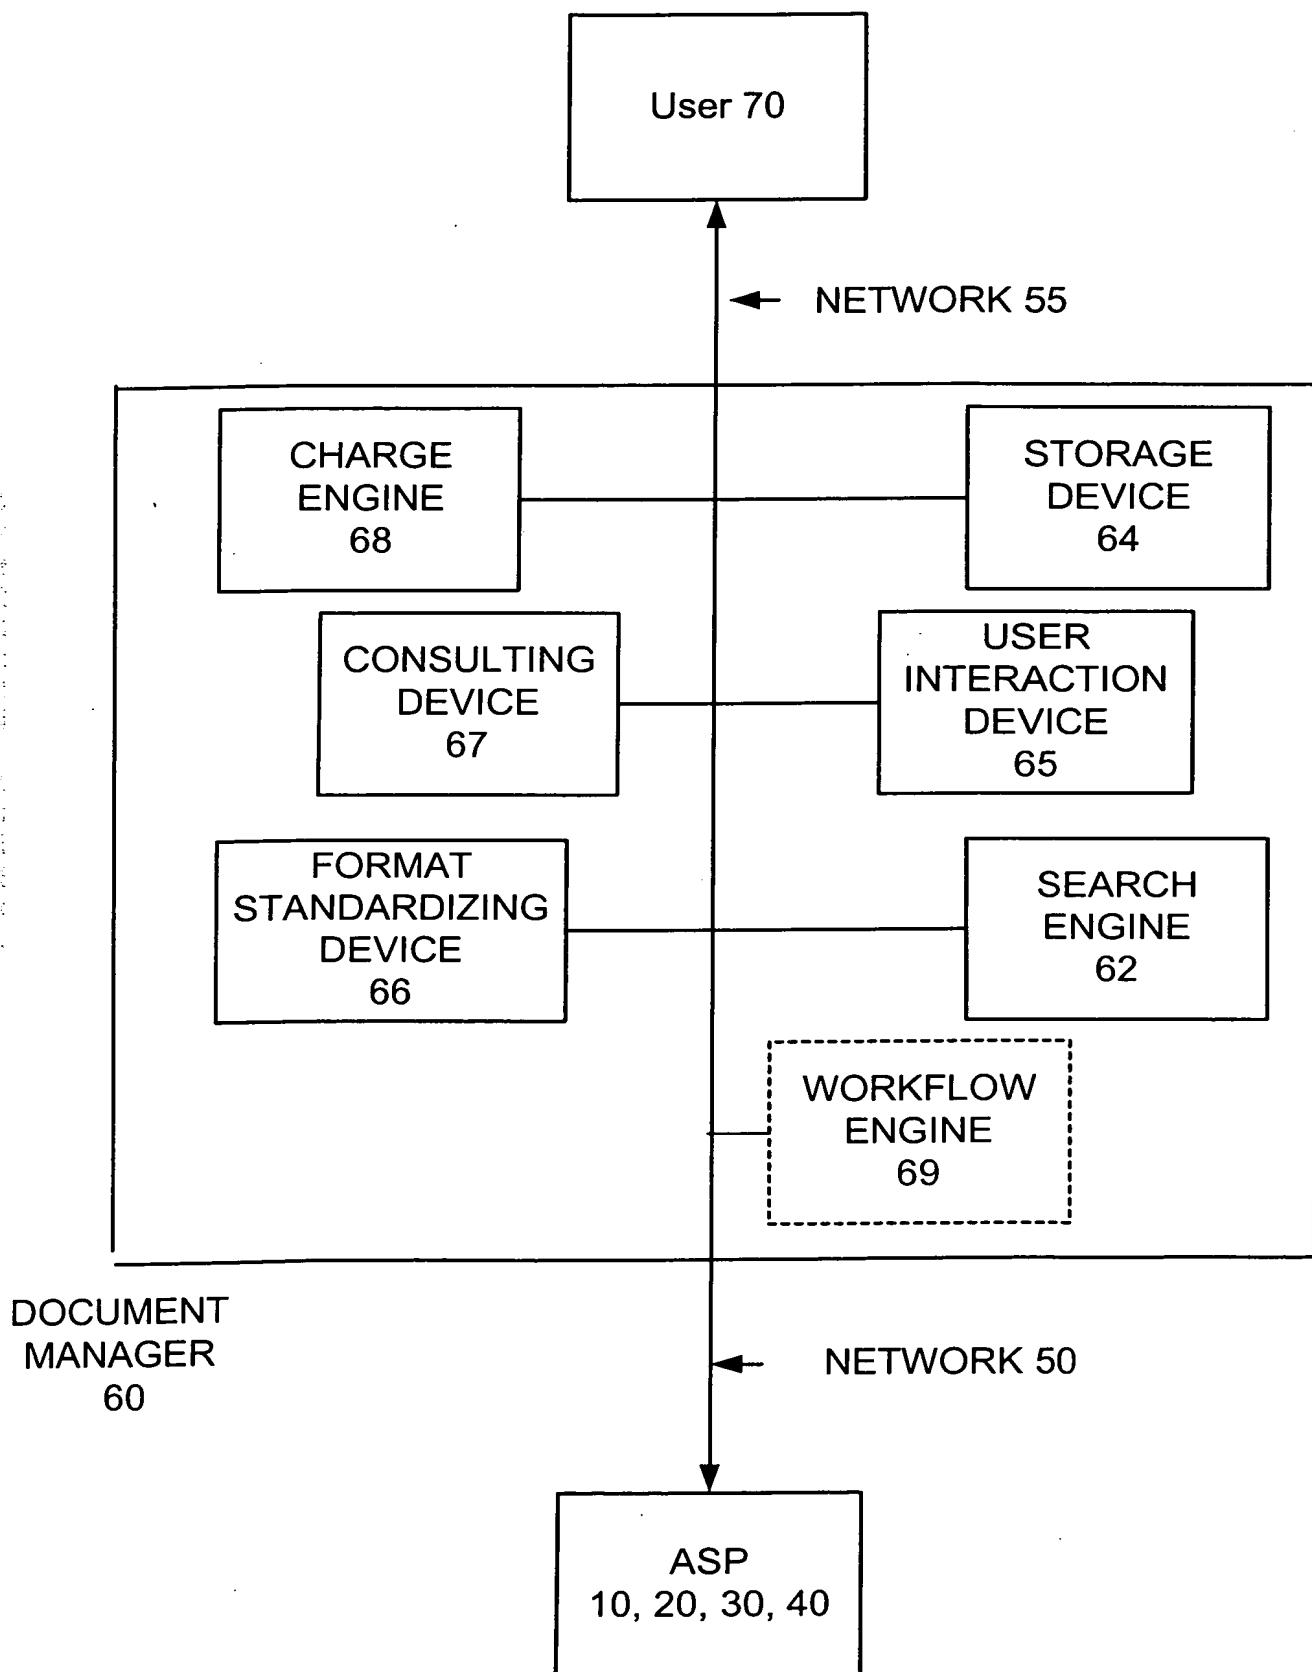 User 70
NETWORK 55
CHARGE
ENGINE
68
STORAGE
DEVICE
64
CONSULTING
DEVICE
67
USER
INTERACTION
DEVICE
65
FORMAT
STANDARDIZING
DEVICE
66
SEARCH
ENGINE
62
WORKFLOW
ENGINE
69
DOCUMENT
MANAGER
60
NETWORK 50
ASP
10, 20, 30, 40